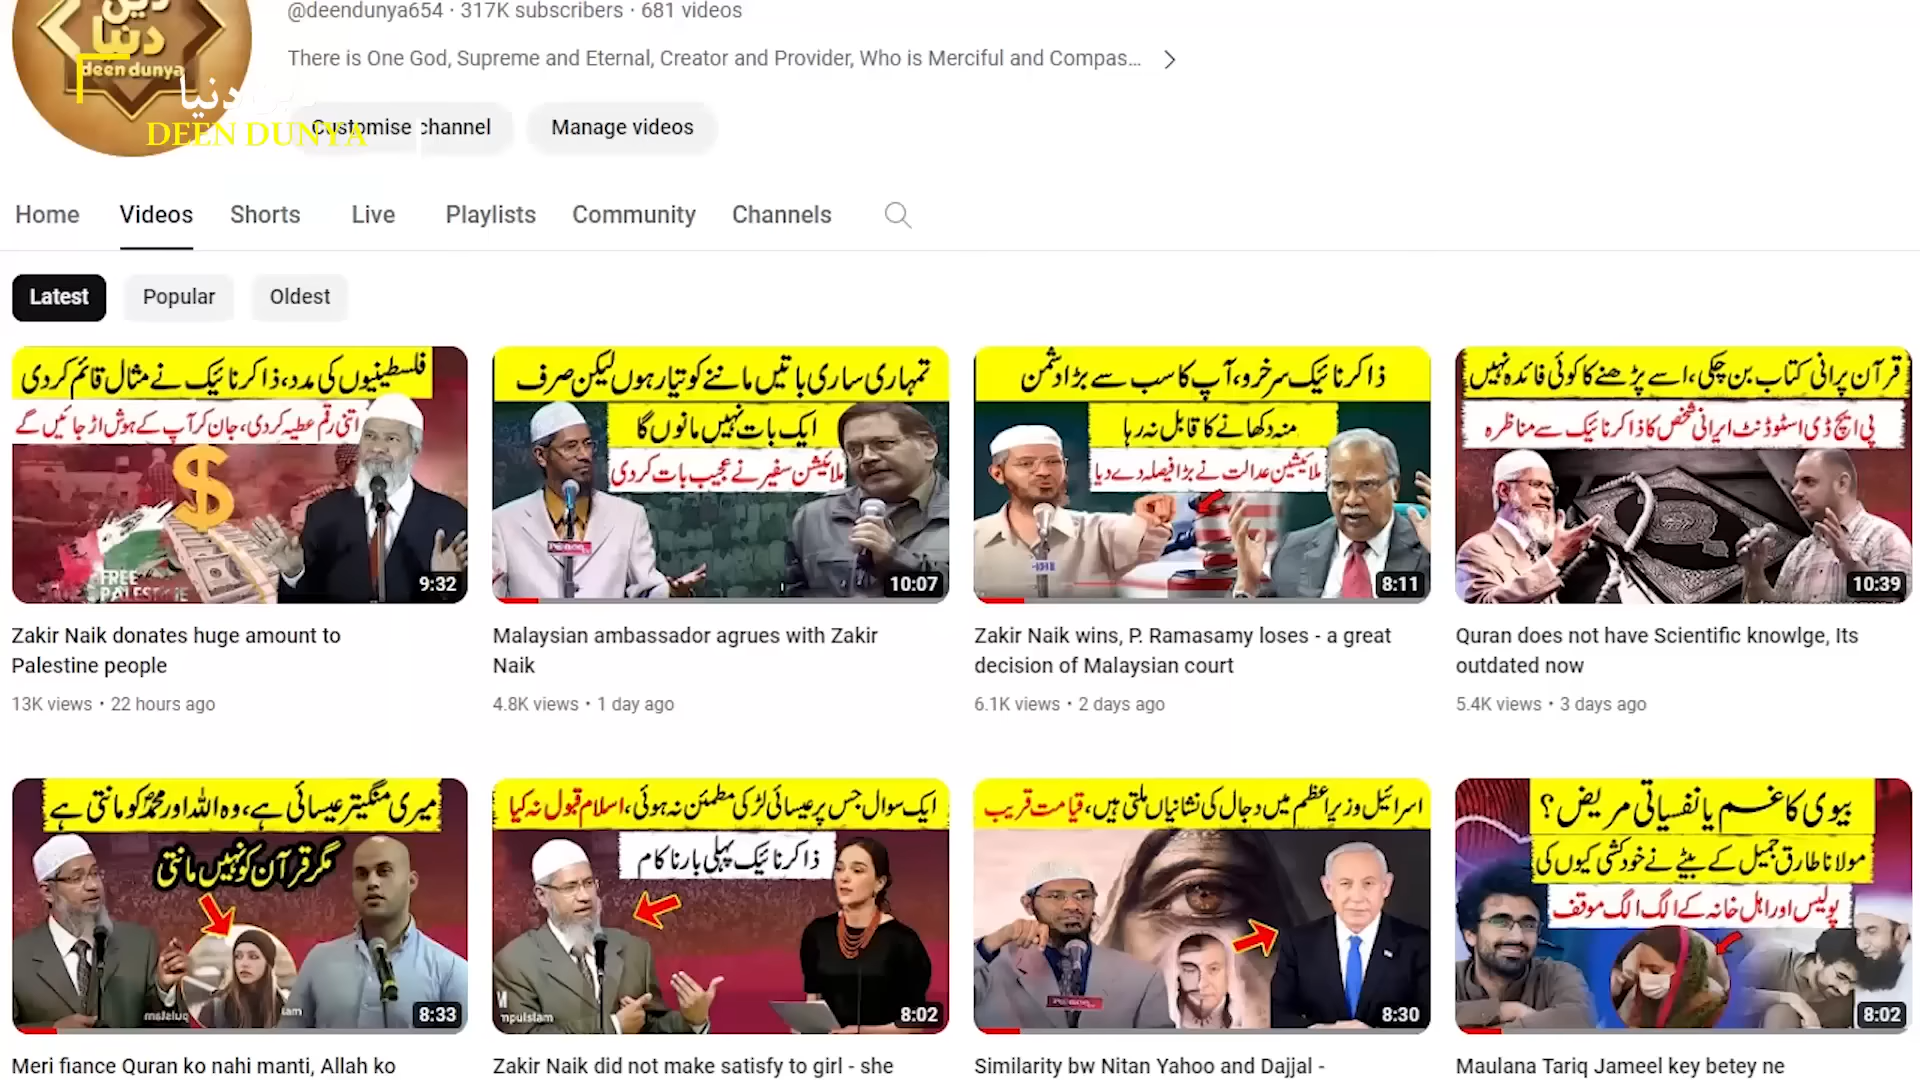 دین
دنیا
deen dunya
دنیا
DEEN DUNYA
@deendunya654 · 317K subscribers · 681 videos
There is One God, Supreme and Eternal, Creator and Provider, Who is Merciful and Compas...
Customise channel
Manage videos
Home
Videos
Shorts
Live
Playlists
Community
Channels
Latest
Popular
Oldest
فلسطینیوں کی مدد، ذاکر نائیک نے مثال قائم کردی
اتنی رقم عطیہ کردی، جان کر آپ کے ہوش اڑ جائیں گے
FREE
PALESTINE
9:32
تمہاری ساری باتیں ماننے کو تیار ہوں لیکن صرف
ایک بات نہیں مانوں گا
ملائیشن سفیر نے عجیب بات کردی
10:07
ذاکر نائیک سرخرو، آپ کا سب سے بڑا دشمن
منہ دکھانے کا قابل نہ رہا
ملائیشین عدالت نے بڑا فیصلہ دے دیا
8:11
قرآن پرانی کتاب بن چکی، اسے پڑھنے کا کوئی فائدہ نہیں
پی ایچ ڈی اسٹوڈنٹ ایرانی شخص کا ذاکر نائیک سے مناظرہ
10:39
Zakir Naik donates huge amount to
Palestine people
13K views · 22 hours ago
Malaysian ambassador agrues with Zakir
Naik
4.8K views · 1 day ago
Zakir Naik wins, P. Ramasamy loses - a great
decision of Malaysian court
6.1K views · 2 days ago
Quran does not have Scientific knowlge, Its
outdated now
5.4K views · 3 days ago
میری منگیتر عیسائی ہے، وہ اللہ اور محمدؐ کو مانتی ہے
مگر قرآن کو نہیں مانتی
8:33
ایک سوال جس پر عیسائی لڑکی مطمئن نہ ہوئی، اسلام قبول نہ کیا
ذاکر نائیک پہلی بار ناکام
mpulslam
8:02
اسرائیل وزیراعظم میں دجال کی نشانیاں ملتی ہیں، قیامت قریب
8:30
بیوی کا غم یا نفسیاتی مریض؟
مولانا طارق جمیل کے بیٹے نے خودکشی کیوں کی
پولیس اور اہل خانہ کے الگ الگ موقف
8:02
Meri fiance Quran ko nahi manti, Allah ko
Zakir Naik did not make satisfy to girl - she
Similarity bw Nitan Yahoo and Dajjal -
Maulana Tariq Jameel key betey ne